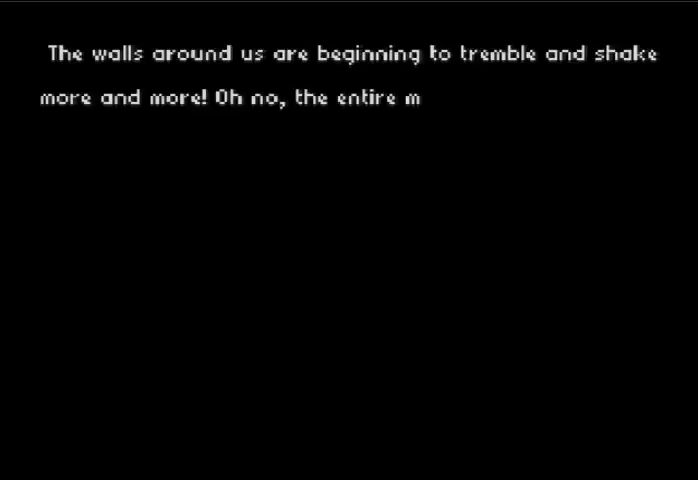 The walls around us are beginning to tremble and shake
more and more! Oh no, the entire m